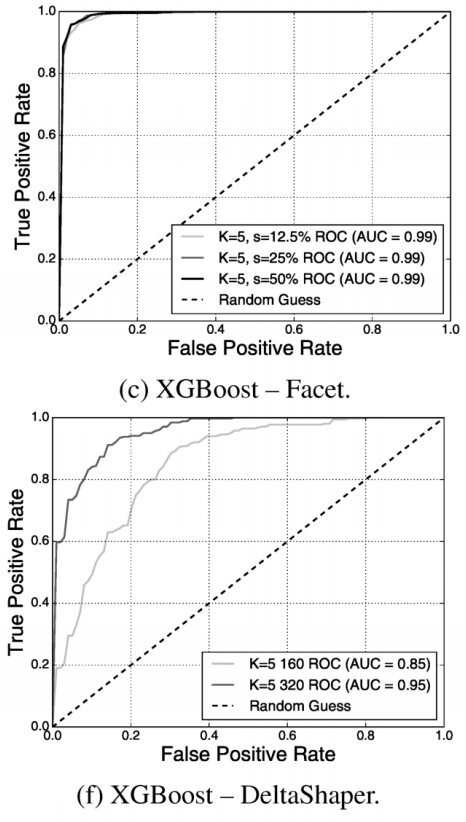 1.0
0.8
0.6
0.4
0.2
0.0
True Positive Rate
K=5, s=12.5% ROC (AUC = 0.99)
K=5, s=25% ROC (AUC = 0.99)
K=5, s=50% ROC (AUC = 0.99)
Random Guess
0.0 0.2 0.4 0.6 0.8 1.0
False Positive Rate
(c) XGBoost – Facet.
1.0
0.8
0.6
0.4
0.2
0.0
True Positive Rate
K=5 160 ROC (AUC = 0.85)
K=5 320 ROC (AUC = 0.95)
Random Guess
0.0 0.2 0.4 0.6 0.8 1.0
False Positive Rate
(f) XGBoost – DeltaShaper.